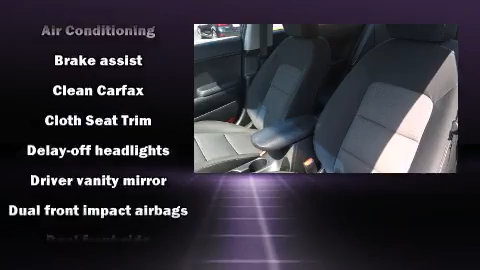 Air Conditioning
Brake assist
Clean Carfax
Cloth Seat Trim
Delay-off headlights
Driver vanity mirror
Dual front impact airbags